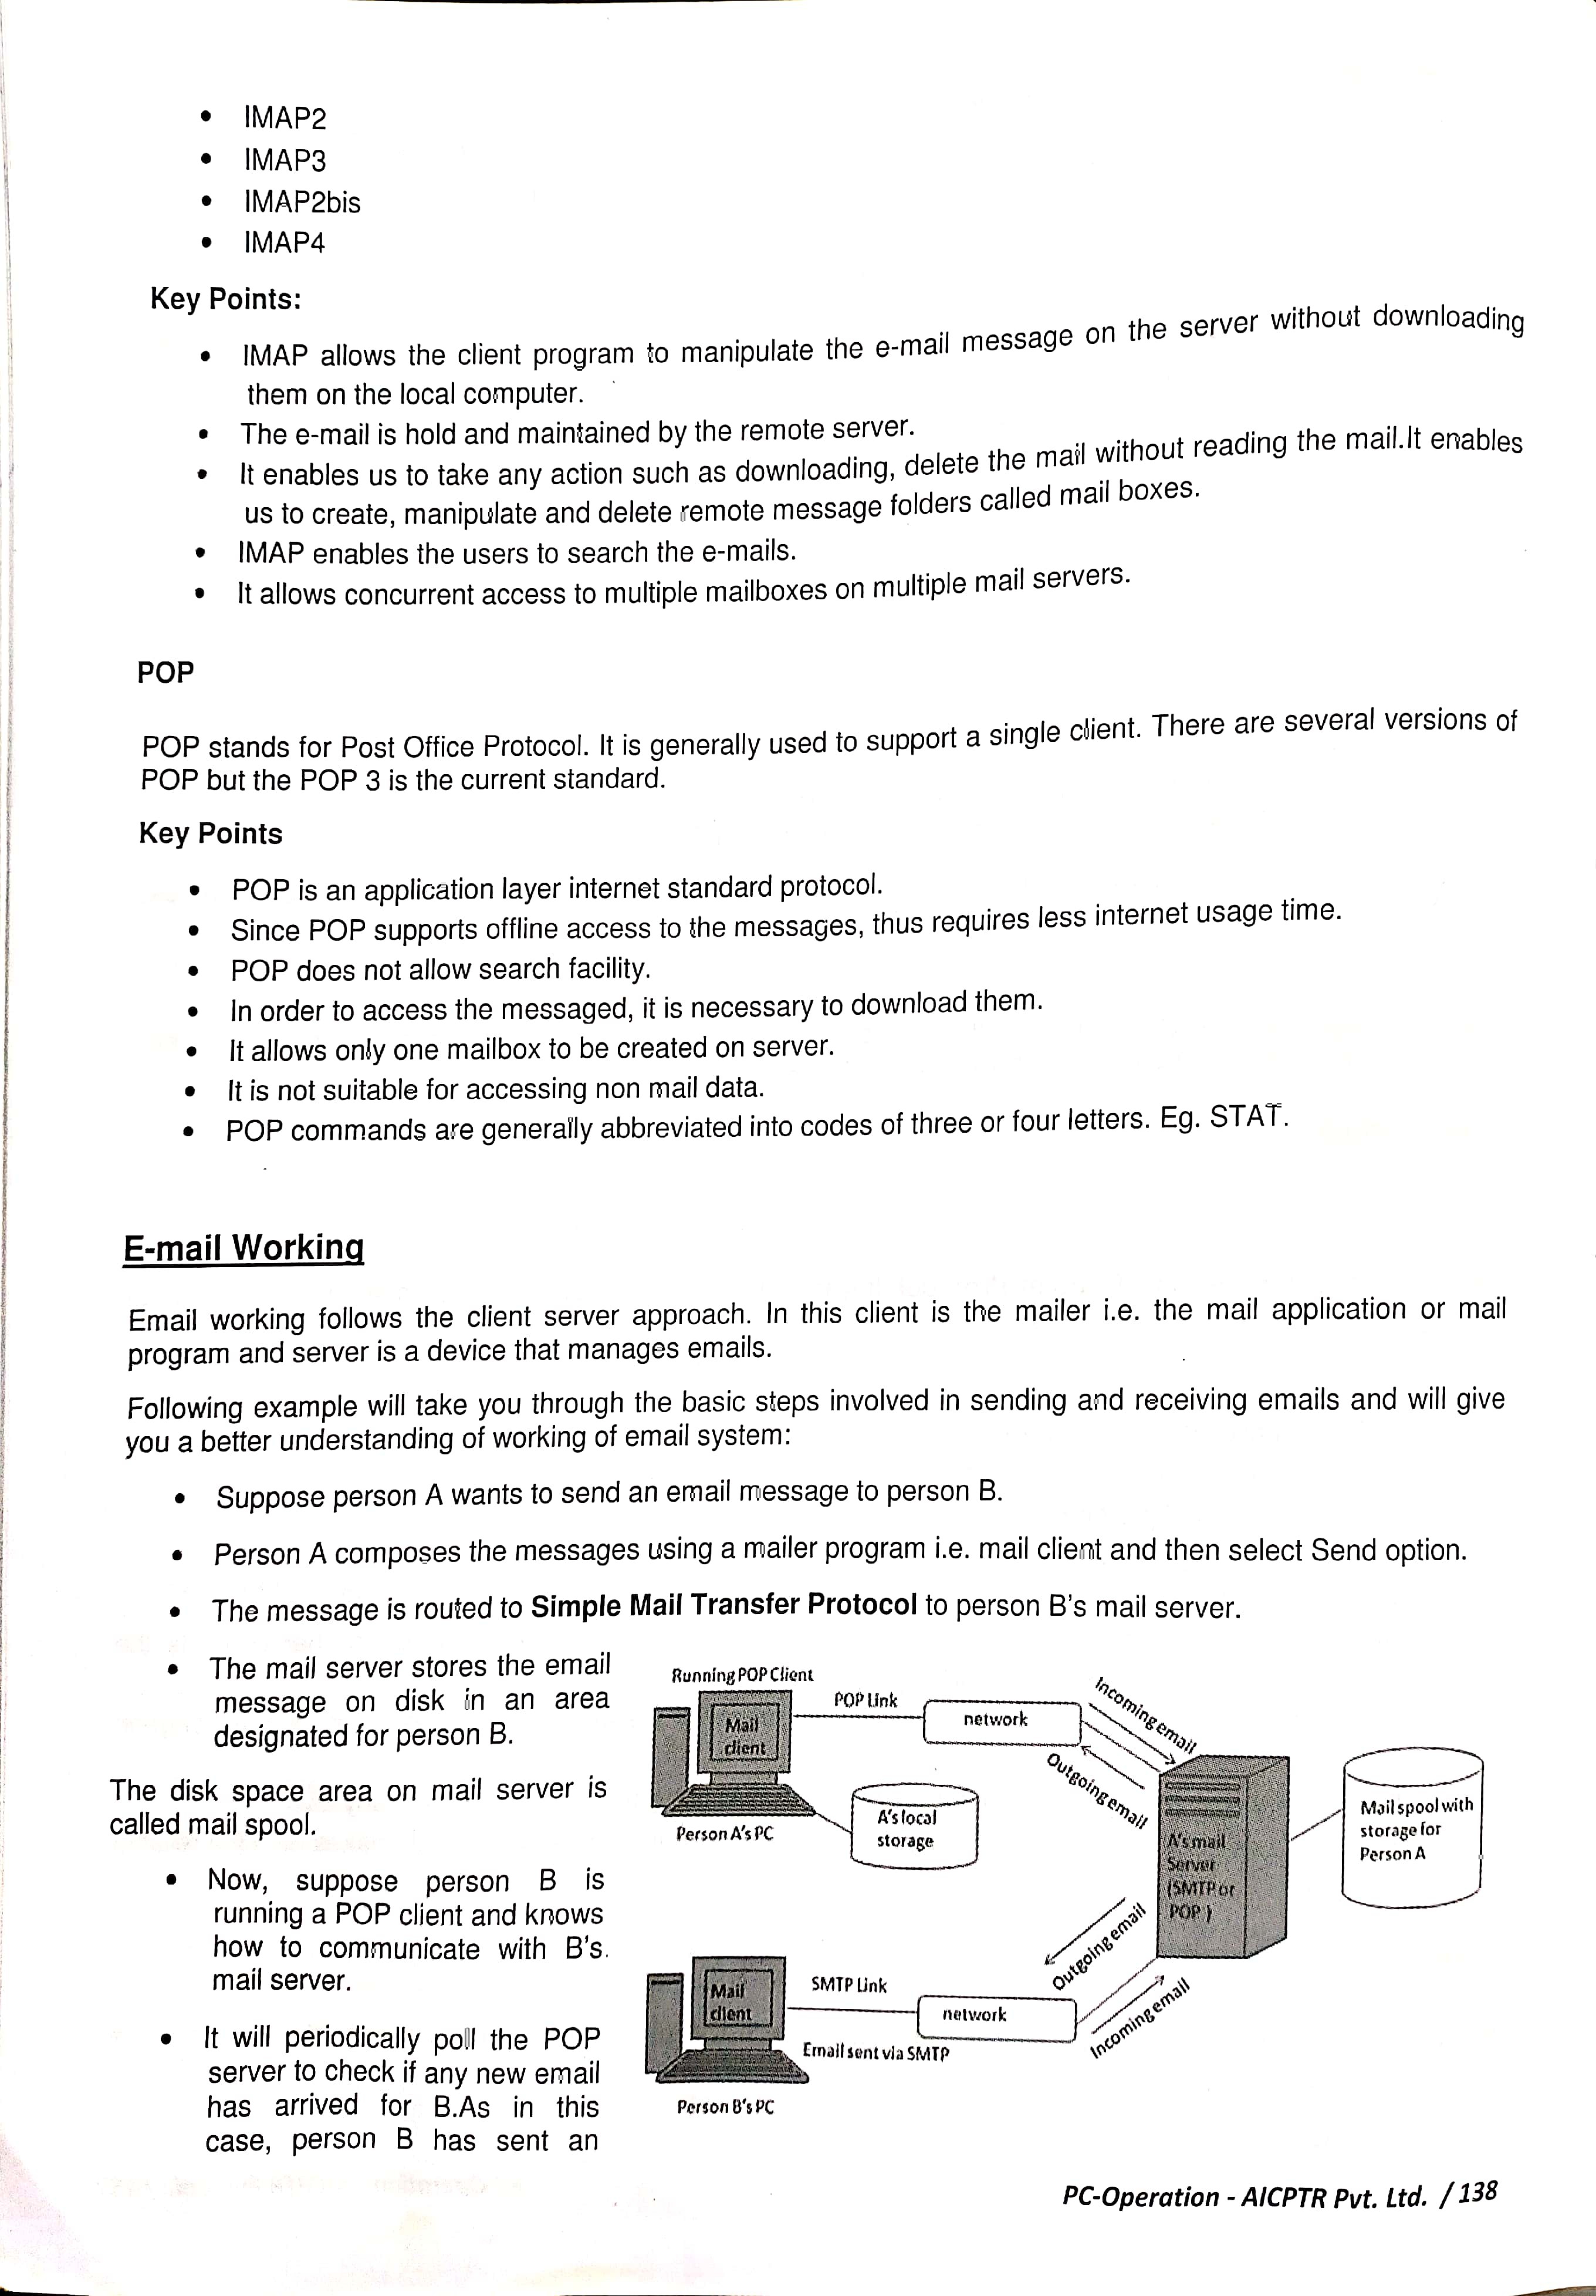 • IMAP2
• IMAP3
• IMAP2bis
• IMAP4
Key Points:
• IMAP allows the client program to manipulate the e-mail message on the server without downloading
them on the local computer.
• The e-mail is hold and maintained by the remote server.
• It enables us to take any action such as downloading, delete the mail without reading the mail.It enables
us to create, manipulate and delete remote message folders called mail boxes.
• IMAP enables the users to search the e-mails.
• It allows concurrent access to multiple mailboxes on multiple mail servers.
POP
POP stands for Post Office Protocol. It is generally used to support a single client. There are several versions of
POP but the POP 3 is the current standard.
Key Points
• POP is an application layer internet standard protocol.
• Since POP supports offline access to the messages, thus requires less internet usage time.
• POP does not allow search facility.
• In order to access the messaged, it is necessary to download them.
• It allows only one mailbox to be created on server.
• It is not suitable for accessing non mail data.
• POP commands are generally abbreviated into codes of three or four letters. Eg. STAT.
E-mail Working
Email working follows the client server approach. In this client is the mailer i.e. the mail application or mail
program and server is a device that manages emails.
Following example will take you through the basic steps involved in sending and receiving emails and will give
you a better understanding of working of email system:
• Suppose person A wants to send an email message to person B.
• Person A composes the messages using a mailer program i.e. mail client and then select Send option.
• The message is routed to Simple Mail Transfer Protocol to person B's mail server.
• The mail server stores the email
message on disk in an area
designated for person B.
The disk space area on mail server is
called mail spool.
• Now, suppose person B is
running a POP client and knows
how to communicate with B's
mail server.
• It will periodically poll the POP
server to check if any new email
has arrived for B.As in this
case, person B has sent an
Running POP Client
Mail
client
POP Link
network
Incoming email
Outgoing email
Person A's PC
A's local
storage
A's mail
Server
(SMTP or
POP )
Mail spool with
storage for
Person A
Mail
client
SMTP Link
network
Outgoing email
Incoming email
Email sent via SMTP
Person B's PC
PC-Operation - AICPTR Pvt. Ltd. / 138